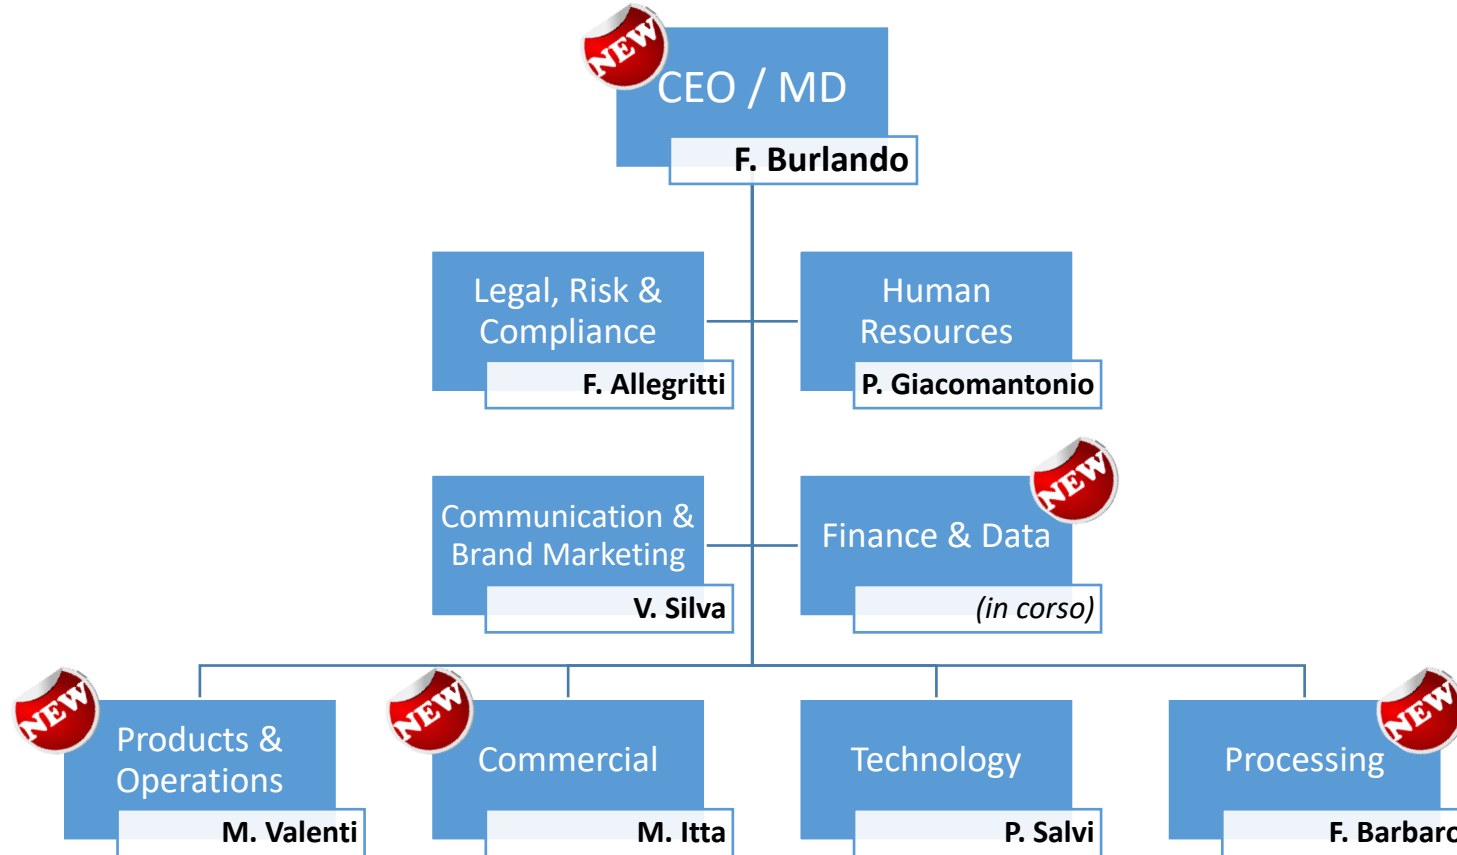 NEW
CEO / MD
F. Burlando
Legal, Risk &
Compliance
F. Allegritti
Human
Resources
P. Giacomantonio
Communication &
Brand Marketing
V. Silva
NEW
Finance & Data
(in corso)
NEW
Products &
Operations
M. Valenti
NEW
Commercial
M. Itta
Technology
P. Salvi
NEW
Processing
F. Barbaro